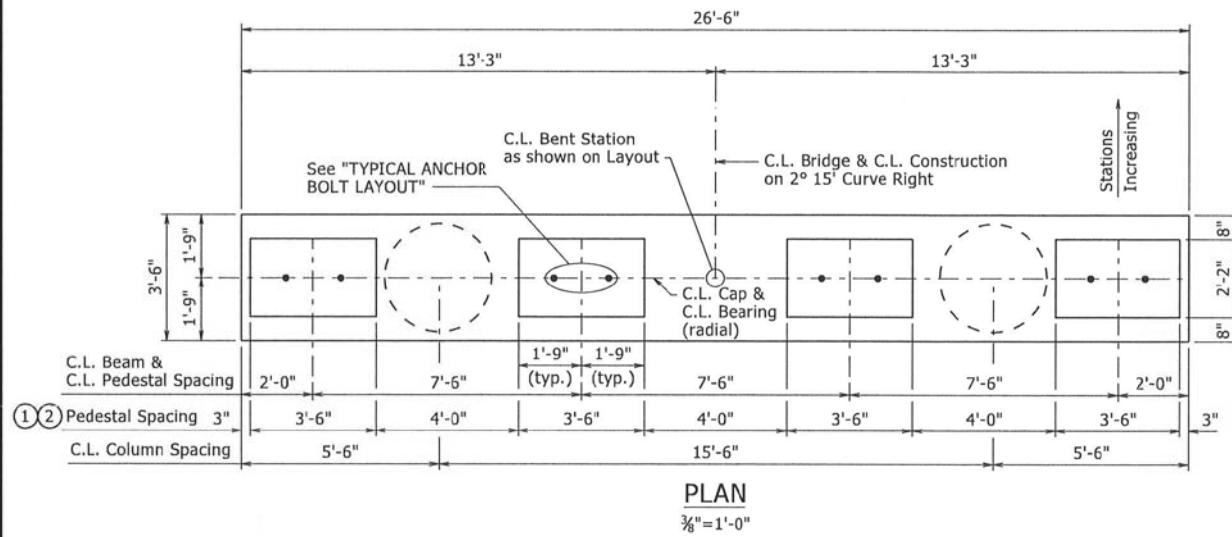 26'-6"
13'-3" 13'-3"
C.L. Bent Station
as shown on Layout
See "TYPICAL ANCHOR
BOLT LAYOUT"
C.L. Bridge & C.L. Construction
on 2° 15' Curve Right
Stations
Increasing
3'-6"
1'-9"
1'-9"
8"
2'-2"
8"
C.L. Cap &
C.L. Bearing
(radial)
1'-9" 1'-9"
(typ.) (typ.)
C.L. Beam &
C.L. Pedestal Spacing 2'-0" 7'-6" 7'-6" 7'-6" 2'-0"
1 2 Pedestal Spacing 3" 3'-6" 4'-0" 3'-6" 4'-0" 3'-6" 4'-0" 3'-6" 3"
C.L. Column Spacing 5'-6" 15'-6" 5'-6"
PLAN
⅜"=1'-0"